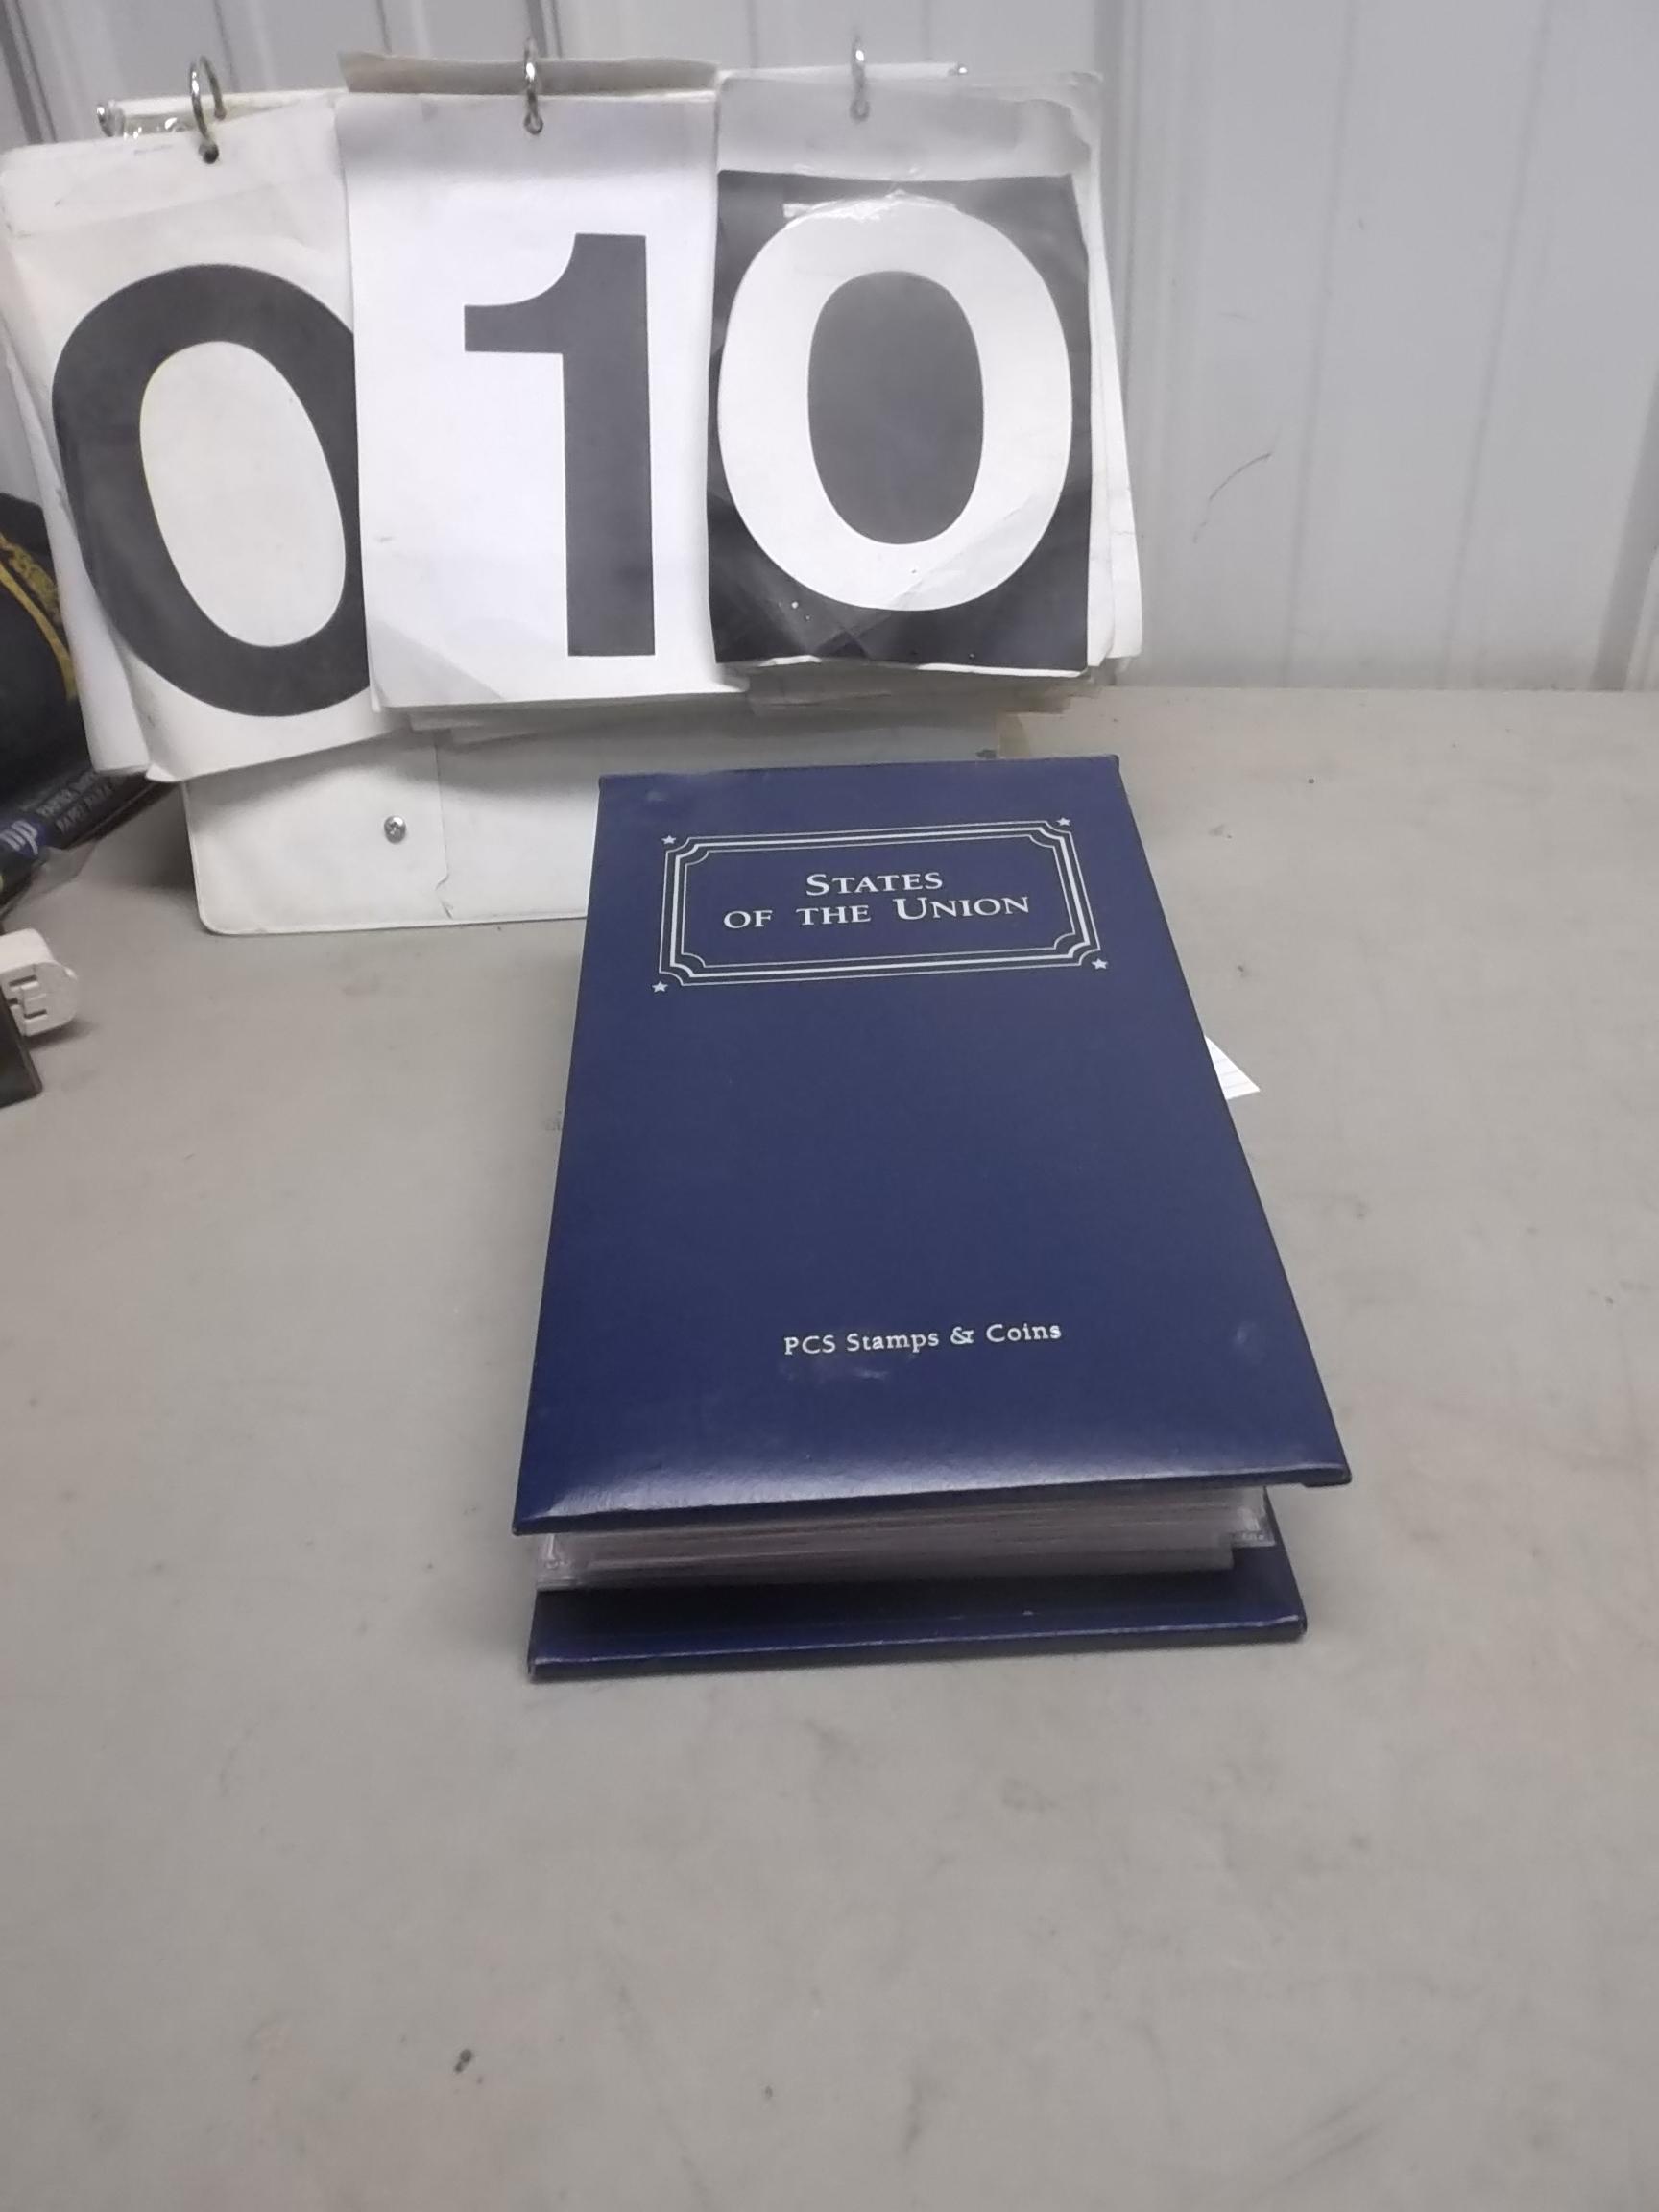 010
STATES
OF THE UNION
PCS Stamps & Coins